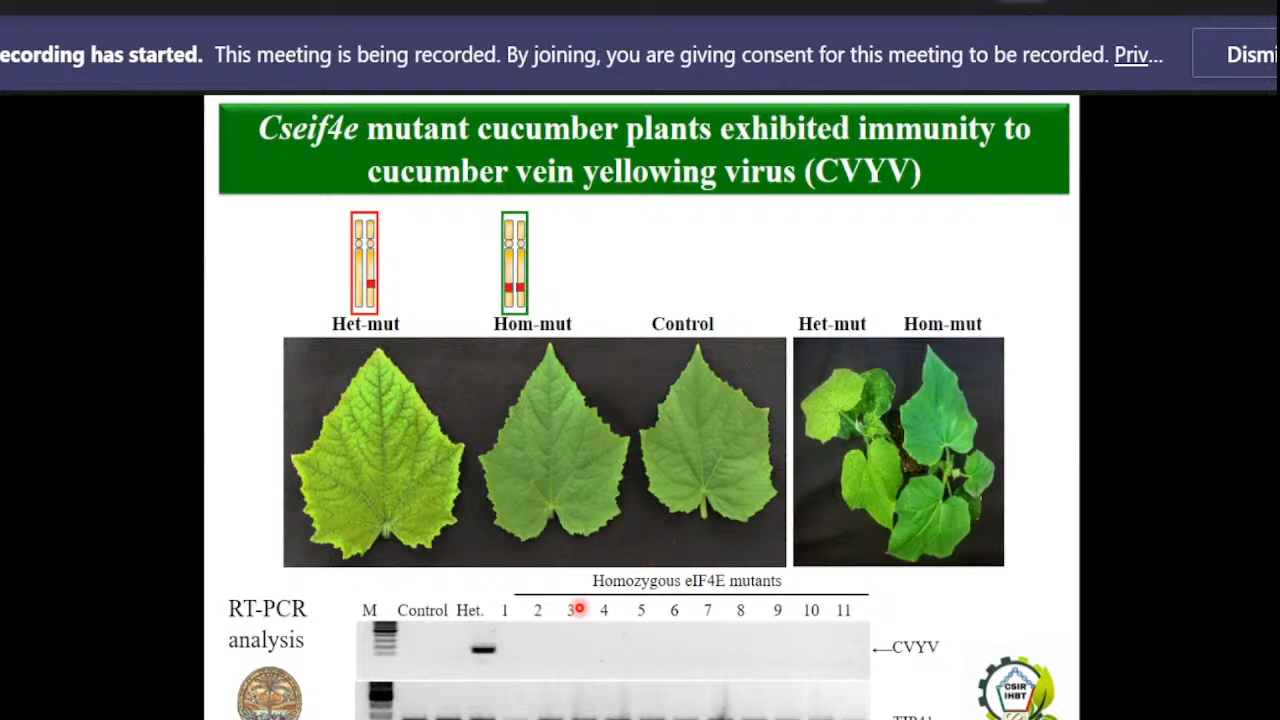 ecording has started. This meeting is being recorded. By joining, you are giving consent for this meeting to be recorded. Priv...
Dismi
Cseif4e mutant cucumber plants exhibited immunity to
cucumber vein yellowing virus (CVYV)
Het-mut Hom-mut Control Het-mut Hom-mut
Homozygous eIF4E mutants
RT-PCR
analysis
M Control Het. 1 2 3 4 5 6 7 8 9 10 11
←CVYV
CSIR
IHBT